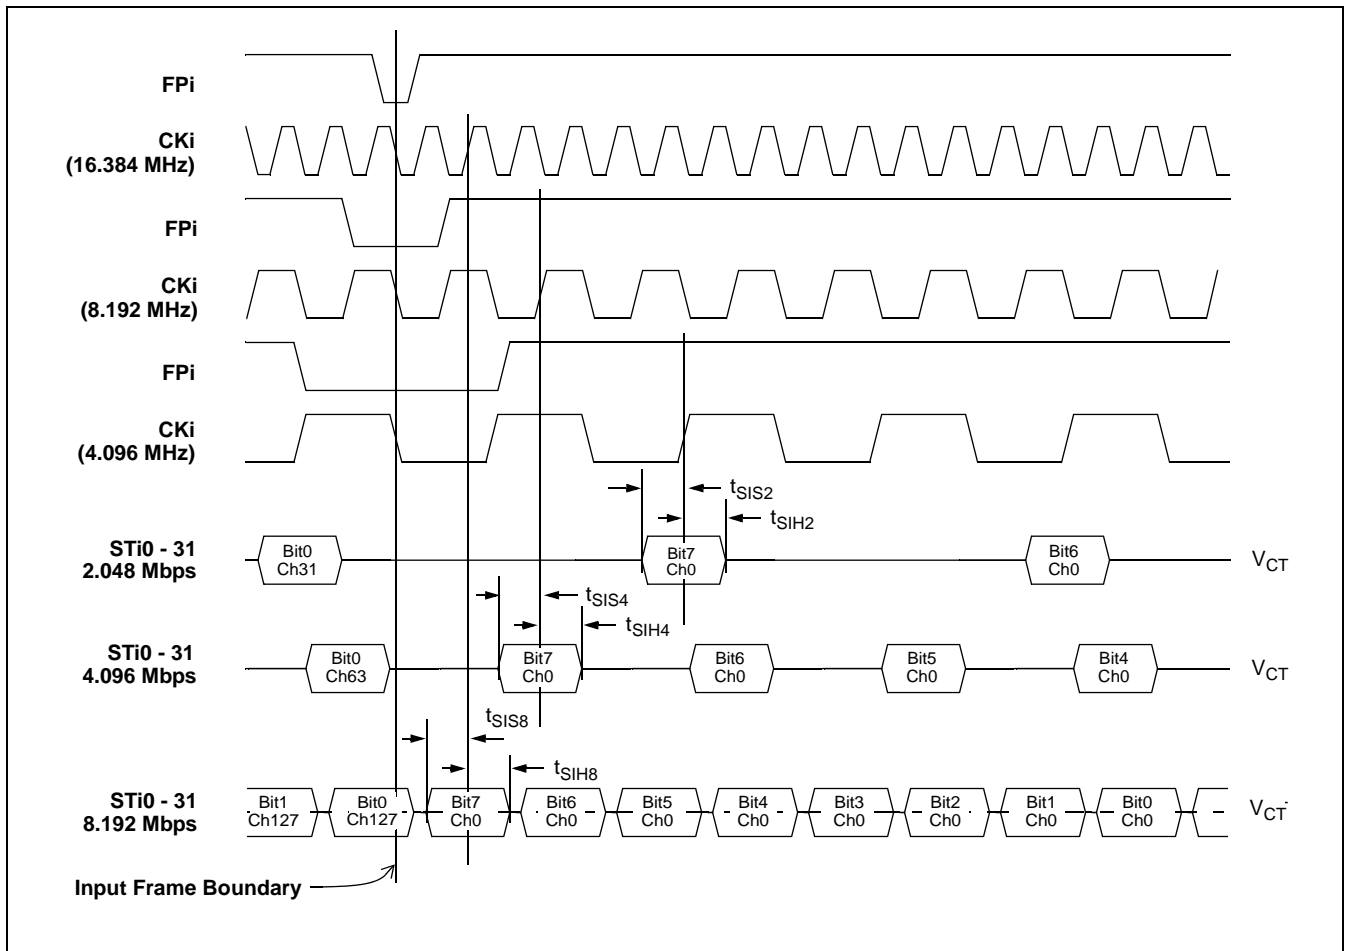 FPi
CKi
(16.384 MHz)
FPi
CKi
(8.192 MHz)
FPi
CKi
(4.096 MHz)
tSIS2
tSIH2
STi0 - 31
2.048 Mbps
Bit0
Ch31
Bit7
Ch0
Bit6
Ch0
VCT
tSIS4
tSIH4
STi0 - 31
4.096 Mbps
Bit0
Ch63
Bit7
Ch0
Bit6
Ch0
Bit5
Ch0
Bit4
Ch0
VCT
tSIS8
tSIH8
STi0 - 31
8.192 Mbps
Bit1
Ch127
Bit0
Ch127
Bit7
Ch0
Bit6
Ch0
Bit5
Ch0
Bit4
Ch0
Bit3
Ch0
Bit2
Ch0
Bit1
Ch0
Bit0
Ch0
VCT
Input Frame Boundary